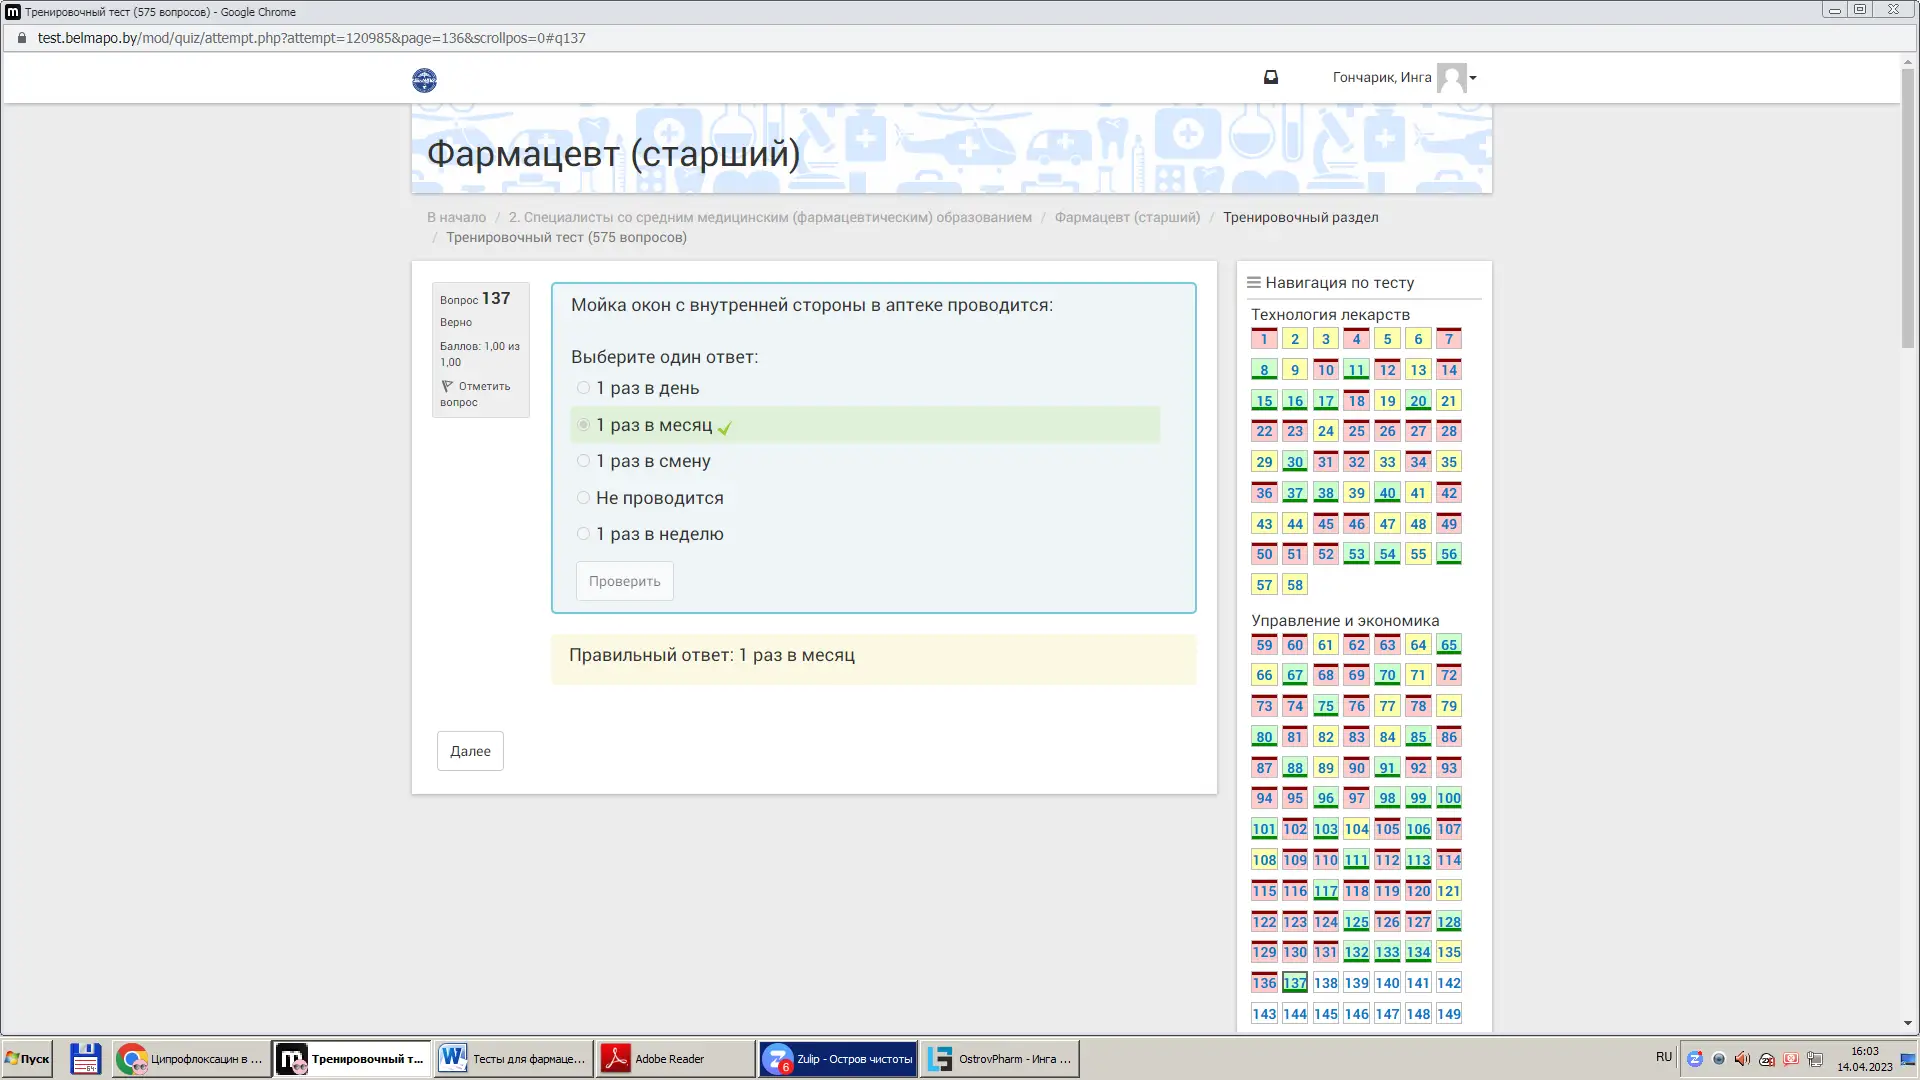 Тренировочный тест (575 вопросов) - Google Chrome
test.belmapo.by/mod/quiz/attempt.php?attempt=120985&page=136&scrollpos=0#q137
Гончарик, Инга
Фармацевт (старший)
В начало / 2. Специалисты со средним медицинским (фармацевтическим) образованием / Фармацевт (старший) / Тренировочный раздел
/ Тренировочный тест (575 вопросов)
Вопрос 137
Верно
Баллов: 1,00 из
1,00
Отметить
вопрос
Мойка окон с внутренней стороны в аптеке проводится:
Выберите один ответ:
1 раз в день
1 раз в месяц
1 раз в смену
Не проводится
1 раз в неделю
Проверить
Правильный ответ: 1 раз в месяц
Далее
Навигация по тесту
Технология лекарств
1 2 3 4 5 6 7
8 9 10 11 12 13 14
15 16 17 18 19 20 21
22 23 24 25 26 27 28
29 30 31 32 33 34 35
36 37 38 39 40 41 42
43 44 45 46 47 48 49
50 51 52 53 54 55 56
57 58
Управление и экономика
59 60 61 62 63 64 65
66 67 68 69 70 71 72
73 74 75 76 77 78 79
80 81 82 83 84 85 86
87 88 89 90 91 92 93
94 95 96 97 98 99 100
101 102 103 104 105 106 107
108 109 110 111 112 113 114
115 116 117 118 119 120 121
122 123 124 125 126 127 128
129 130 131 132 133 134 135
136 137 138 139 140 141 142
143 144 145 146 147 148 149
Пуск
Ципрофлоксацин в ...
Тренировочный т...
Тесты для фармаце...
Adobe Reader
6
Zulip - Остров чистоты
OstrovPharm - Инга ...
RU
16:03
14.04.2023